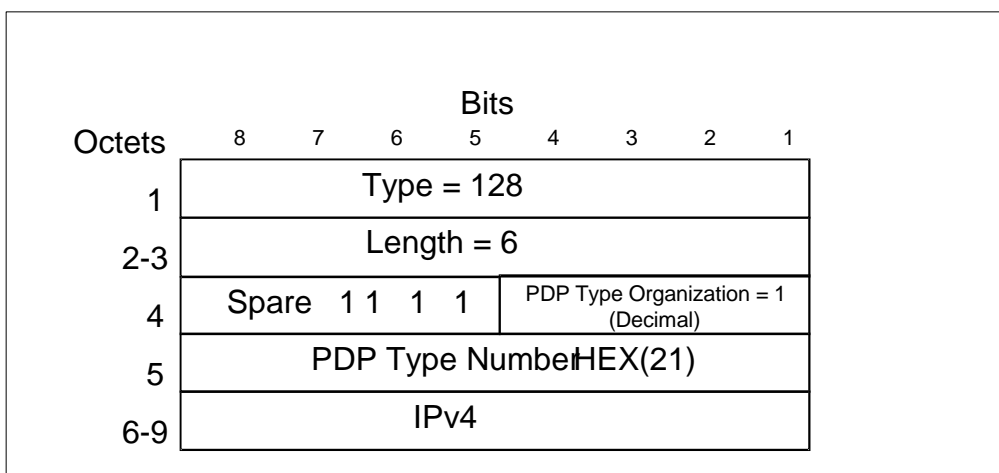 Bits
Octets 8 7 6 5 4 3 2 1
1 Type = 128
2-3 Length = 6
4 Spare 1 1 1 1 PDP Type Organization = 1
(Decimal)
5 PDP Type NumberHEX(21)
6-9 IPv4